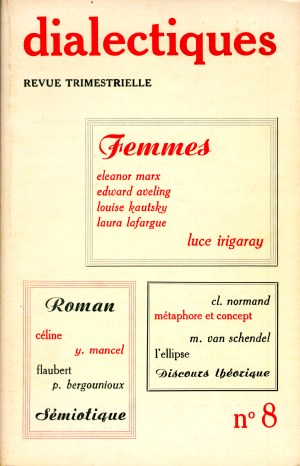 dialectiques
REVUE TRIMESTRIELLE
Femmes
eleanor marx
edward aveling
louise kautsky
laura lafargue
luce irigaray
Roman
céline
y. mancel
flaubert
p. bergounioux
Sémiotique
cl. normand
métaphore et concept
m. van schendel
l'ellipse
Discours théorique
n° 8